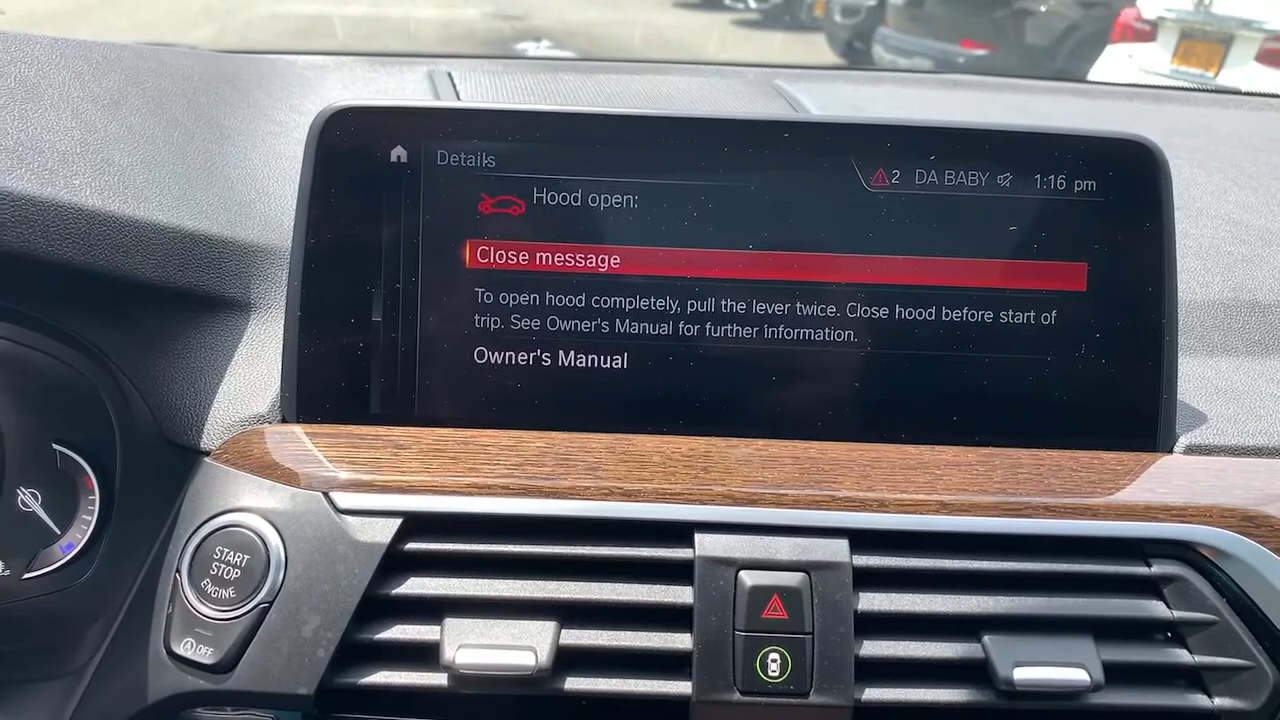 Details
2 DA BABY 1:16 pm
Hood open:
Close message
To open hood completely, pull the lever twice. Close hood before start of
trip. See Owner's Manual for further information.
Owner's Manual
START
STOP
ENGINE
A OFF